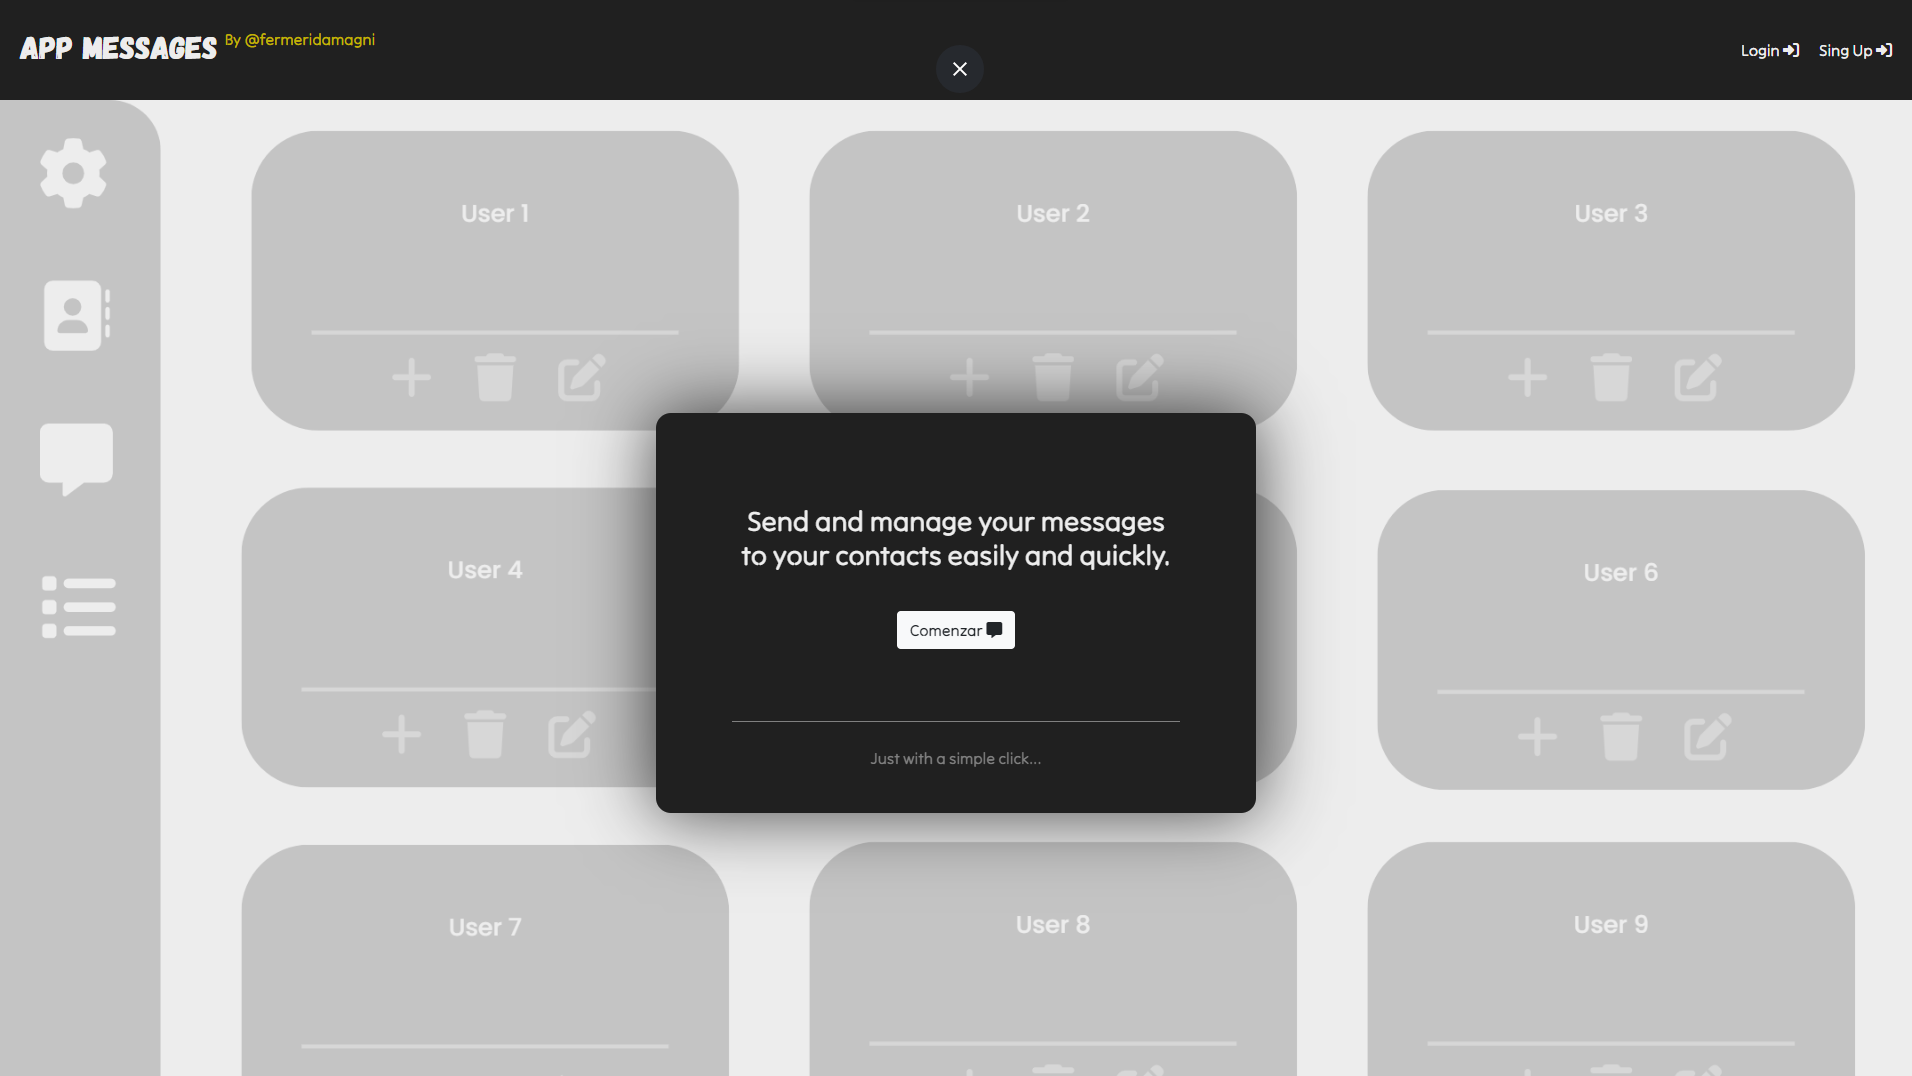 APP MESSAGES By @fermeridamagni
Login
Sing Up
User 1
User 2
User 3
User 4
User 6
Send and manage your messages
to your contacts easily and quickly.
Comenzar
Just with a simple click...
User 7
User 8
User 9